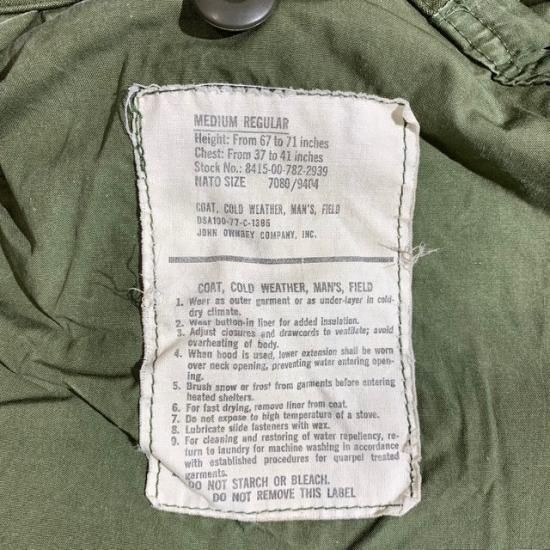 MEDIUM REGULAR
Height: From 67 to 71 inches
Chest: From 37 to 41 inches
Stock No.: 8415-00-782-2939
NATO SIZE 7080/9404
COAT, COLD WEATHER, MAN'S, FIELD
DSA100-77-C-1386
JOHN OWNBEY COMPANY, INC.
COAT, COLD WEATHER, MAN'S, FIELD
1. Wear as outer garment or as under-layer in cold-
dry climate.
2. Wear button-in liner for added insulation.
3. Adjust closures and drawcords to ventilate; avoid
overheating of body.
4. When hood is used, lower extension shall be worn
over neck opening, preventing water entering open-
ing.
5. Brush snow or frost from garments before entering
heated shelters.
6. For fast drying, remove liner from coat.
7. Do not expose to high temperature of a stove.
8. Lubricate slide fasteners with wax.
9. For cleaning and restoring of water repellency, re-
turn to laundry for machine washing in accordance
with established procedures for quarpel treated
garments.
DO NOT STARCH OR BLEACH.
DO NOT REMOVE THIS LABEL